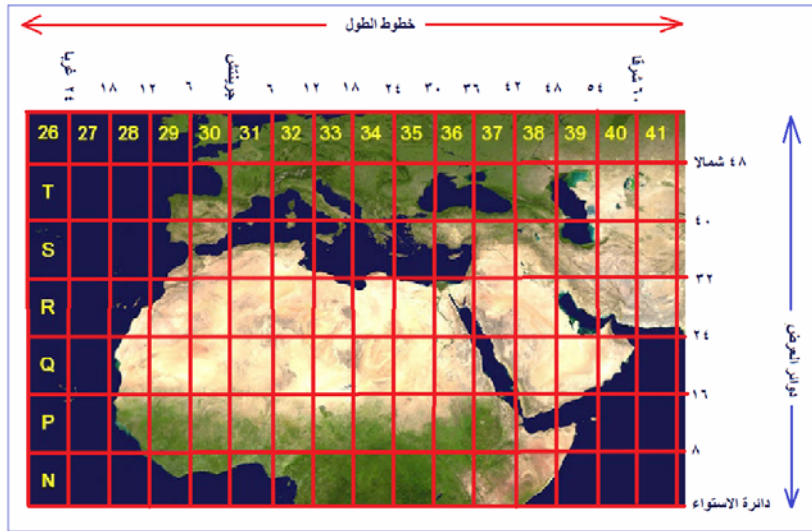 خطوط الطول
٢٤ غربا ١٨ ١٢ ٦ جرينتش ٦ ١٢ ١٨ ٢٤ ٣٠ ٣٦ ٤٢ ٤٨ ٥٤ ٦٠ شرقا
26 27 28 29 30 31 32 33 34 35 36 37 38 39 40 41
٤٨ شمالا
T
٤٠
S
٣٢
R
٢٤
Q
١٦
P
٨
N
دائرة الاستواء
دوائر العرض